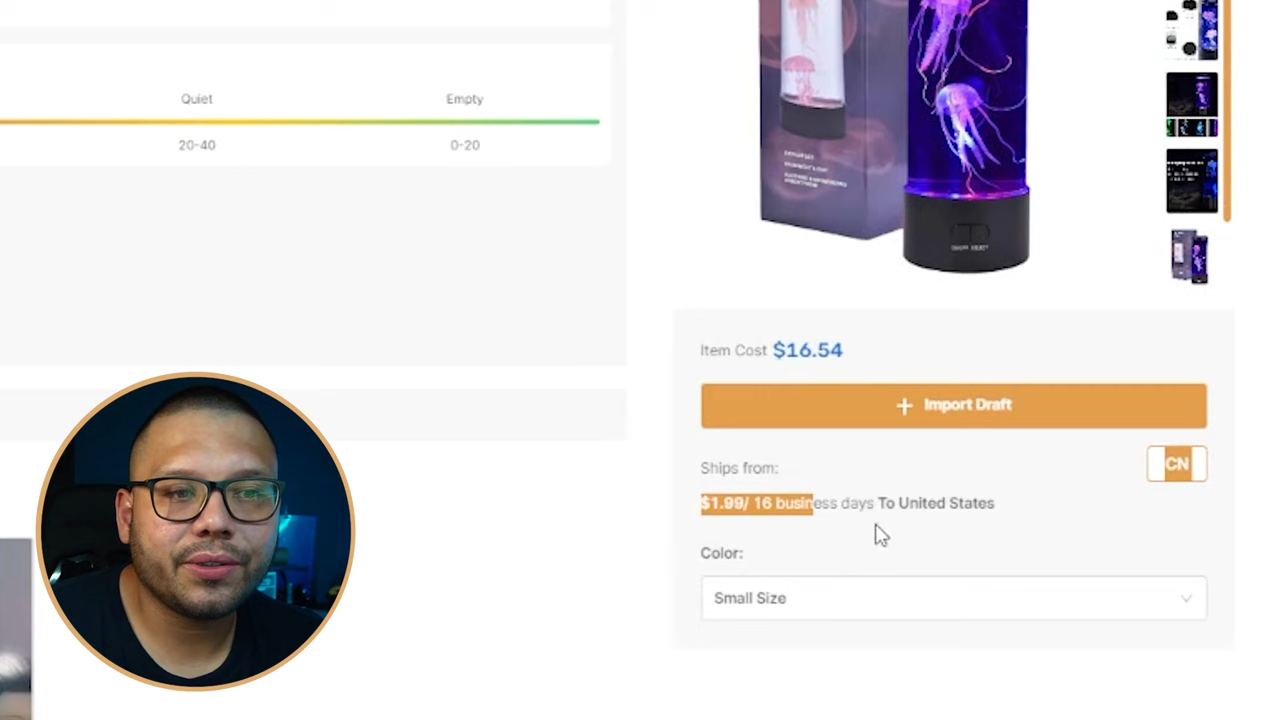 Quiet
Empty
20-40
0-20
Item Cost $16.54
+ Import Draft
Ships from:
CN
$1.99/ 16 business days To United States
Color:
Small Size